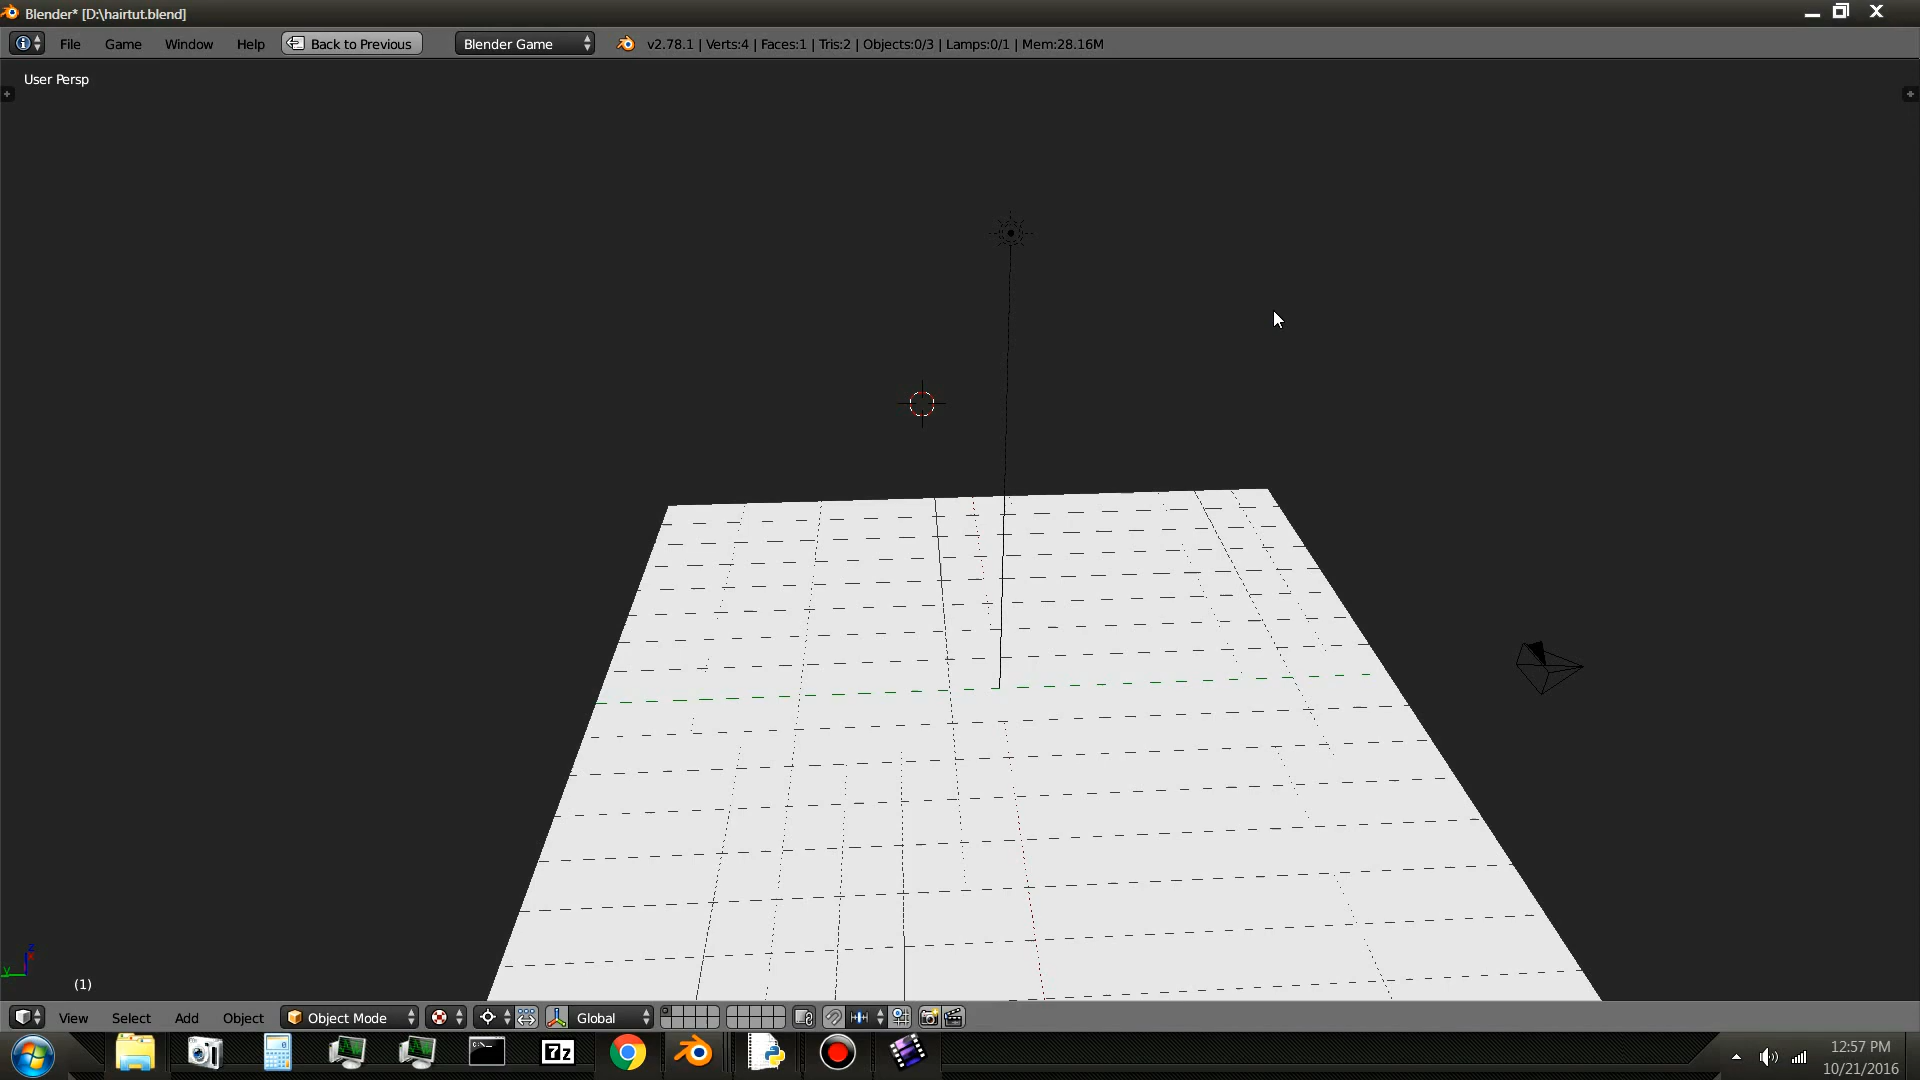 Blender* [D:\hairtut.blend]
File Game Window Help Back to Previous Blender Game v2.78.1 | Verts:4 | Faces:1 | Tris:2 | Objects:0/3 | Lamps:0/1 | Mem:28.16M
User Persp
z
x
y
(1)
View Select Add Object Object Mode Global
7z
12:57 PM
10/21/2016